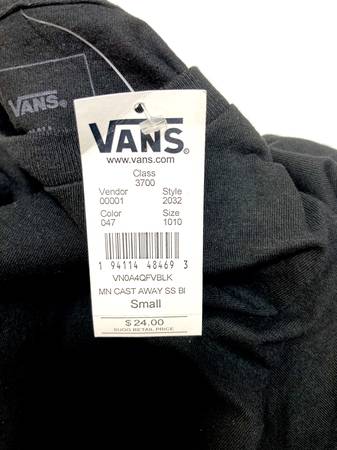 VANS®
VANS®
www.vans.com
Class
3700
Vendor Style
00001 2032
Color Size
047 1010
1 94114 48469 3
VN0A4QFVBLK
MN CAST AWAY SS Bl
Small
$24.00
SUGG RETAIL PRICE